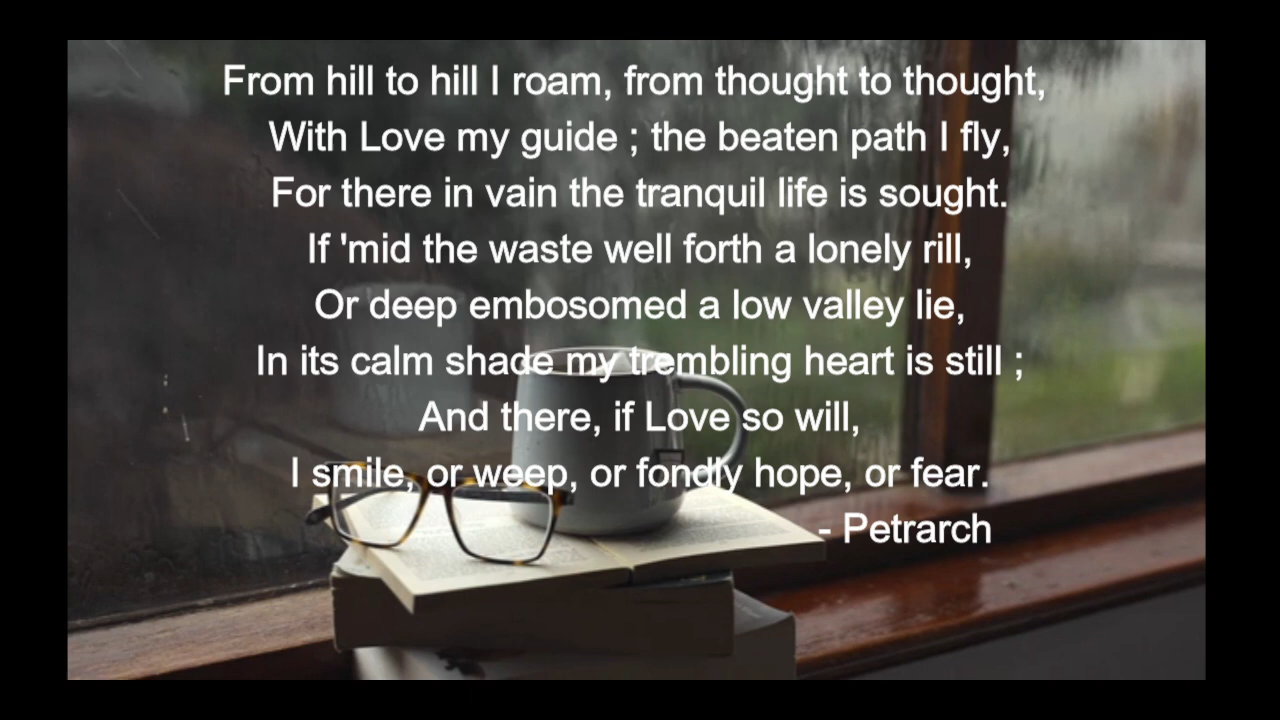 From hill to hill I roam, from thought to thought,
With Love my guide ; the beaten path I fly,
For there in vain the tranquil life is sought.
If 'mid the waste well forth a lonely rill,
Or deep embosomed a low valley lie,
In its calm shade my trembling heart is still ;
And there, if Love so will,
I smile, or weep, or fondly hope, or fear.
- Petrarch